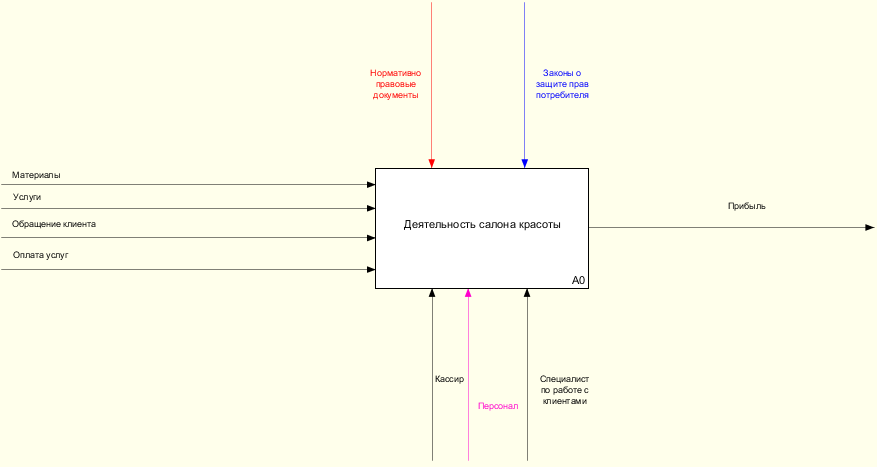 Нормативно
правовые
документы
Законы о
защите прав
потребителя
Материалы
Услуги
Обращение клиента
Оплата услуг
Деятельность салона красоты
A0
Прибыль
Кассир
Персонал
Специалист
по работе с
клиентами